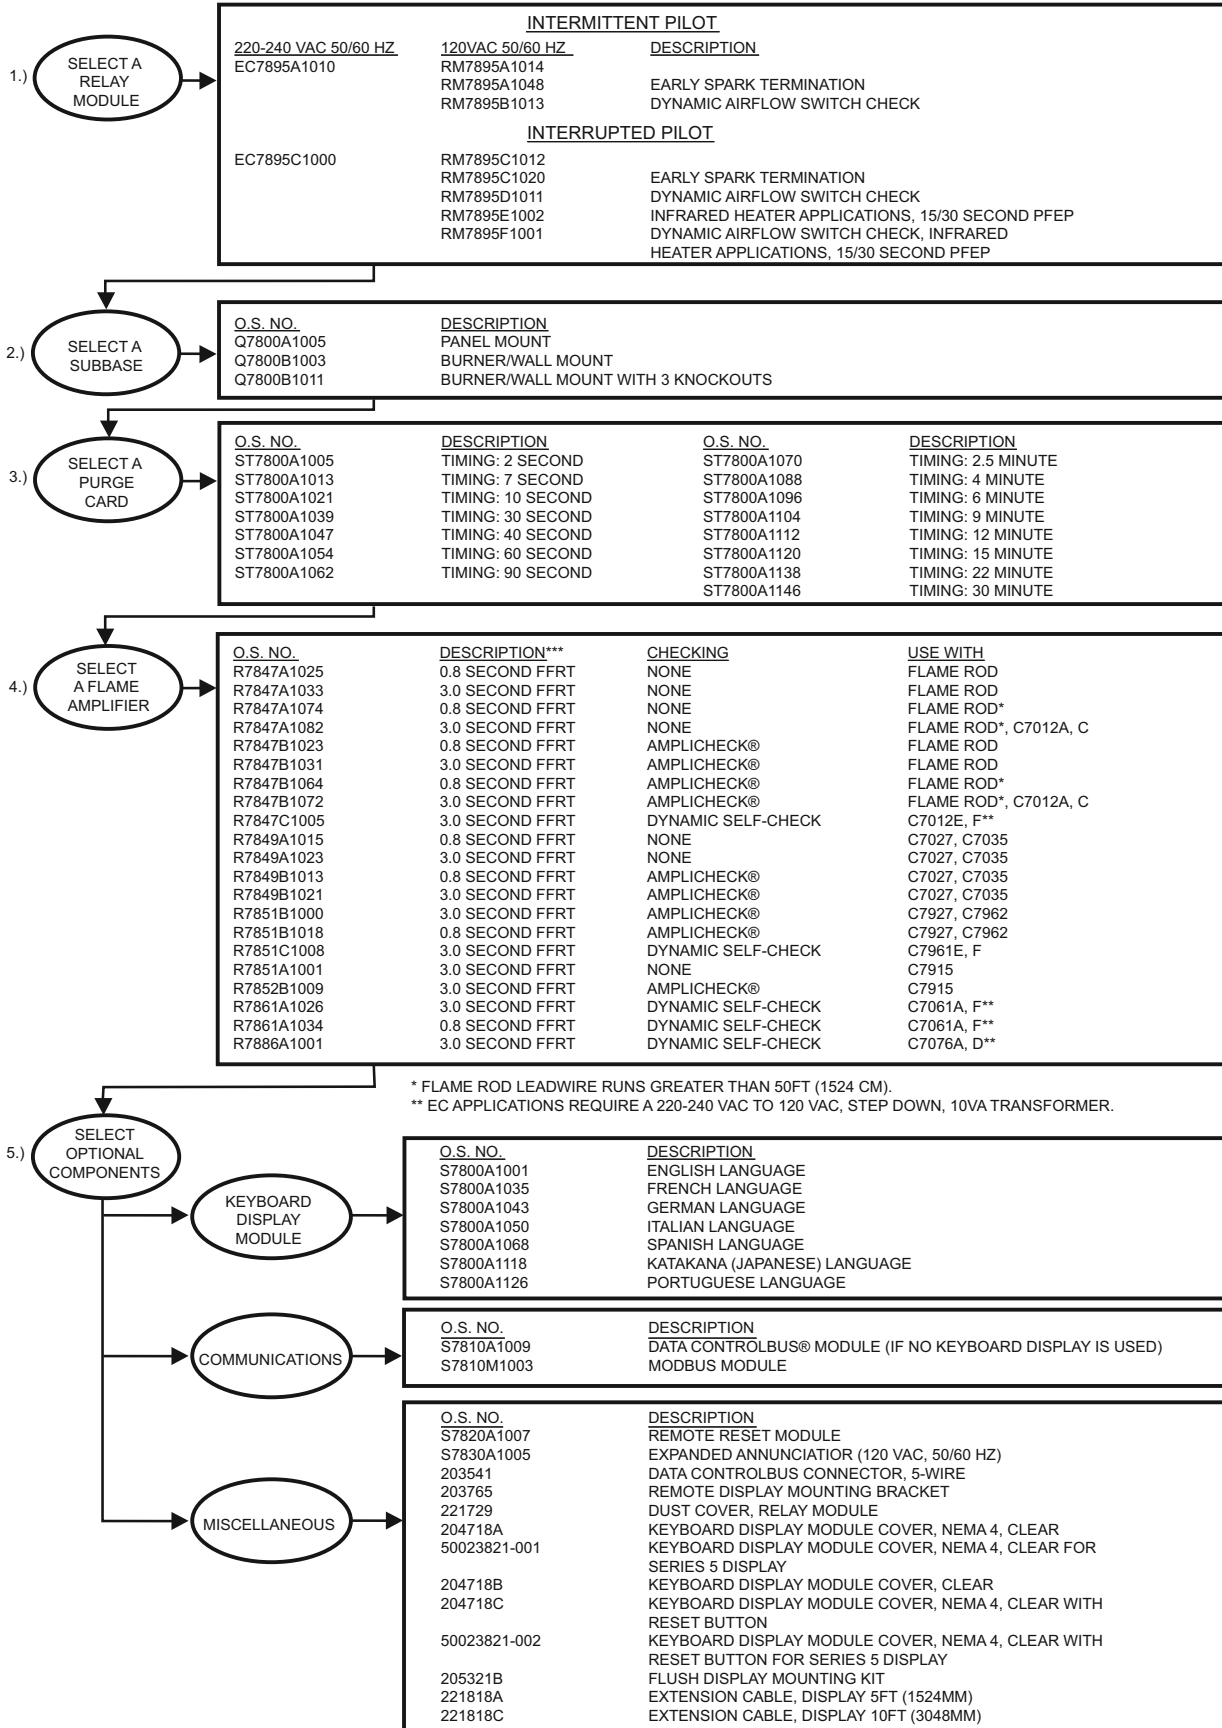 INTERMITTENT PILOT
220-240 VAC 50/60 HZ 120VAC 50/60 HZ DESCRIPTION
1.) SELECT A RELAY MODULE
EC7895A1010 RM7895A1014
RM7895A1048 EARLY SPARK TERMINATION
RM7895B1013 DYNAMIC AIRFLOW SWITCH CHECK
INTERRUPTED PILOT
EC7895C1000 RM7895C1012
RM7895C1020 EARLY SPARK TERMINATION
RM7895D1011 DYNAMIC AIRFLOW SWITCH CHECK
RM7895E1002 INFRARED HEATER APPLICATIONS, 15/30 SECOND PFEP
RM7895F1001 DYNAMIC AIRFLOW SWITCH CHECK, INFRARED
HEATER APPLICATIONS, 15/30 SECOND PFEP
2.) SELECT A SUBBASE
O.S. NO. DESCRIPTION
Q7800A1005 PANEL MOUNT
Q7800B1003 BURNER/WALL MOUNT
Q7800B1011 BURNER/WALL MOUNT WITH 3 KNOCKOUTS
3.) SELECT A PURGE CARD
O.S. NO. DESCRIPTION O.S. NO. DESCRIPTION
ST7800A1005 TIMING: 2 SECOND ST7800A1070 TIMING: 2.5 MINUTE
ST7800A1013 TIMING: 7 SECOND ST7800A1088 TIMING: 4 MINUTE
ST7800A1021 TIMING: 10 SECOND ST7800A1096 TIMING: 6 MINUTE
ST7800A1039 TIMING: 30 SECOND ST7800A1104 TIMING: 9 MINUTE
ST7800A1047 TIMING: 40 SECOND ST7800A1112 TIMING: 12 MINUTE
ST7800A1054 TIMING: 60 SECOND ST7800A1120 TIMING: 15 MINUTE
ST7800A1062 TIMING: 90 SECOND ST7800A1138 TIMING: 22 MINUTE
ST7800A1146 TIMING: 30 MINUTE
4.) SELECT A FLAME AMPLIFIER
O.S. NO. DESCRIPTION*** CHECKING USE WITH
R7847A1025 0.8 SECOND FFRT NONE FLAME ROD
R7847A1033 3.0 SECOND FFRT NONE FLAME ROD
R7847A1074 0.8 SECOND FFRT NONE FLAME ROD*
R7847A1082 3.0 SECOND FFRT NONE FLAME ROD*, C7012A, C
R7847B1023 0.8 SECOND FFRT AMPLICHECK® FLAME ROD
R7847B1031 3.0 SECOND FFRT AMPLICHECK® FLAME ROD
R7847B1064 0.8 SECOND FFRT AMPLICHECK® FLAME ROD*
R7847B1072 3.0 SECOND FFRT AMPLICHECK® FLAME ROD*, C7012A, C
R7847C1005 3.0 SECOND FFRT DYNAMIC SELF-CHECK C7012E, F**
R7849A1015 0.8 SECOND FFRT NONE C7027, C7035
R7849A1023 3.0 SECOND FFRT NONE C7027, C7035
R7849B1013 0.8 SECOND FFRT AMPLICHECK® C7027, C7035
R7849B1021 3.0 SECOND FFRT AMPLICHECK® C7027, C7035
R7851B1000 3.0 SECOND FFRT AMPLICHECK® C7927, C7962
R7851B1018 0.8 SECOND FFRT AMPLICHECK® C7927, C7962
R7851C1008 3.0 SECOND FFRT DYNAMIC SELF-CHECK C7961E, F
R7851A1001 3.0 SECOND FFRT NONE C7915
R7852B1009 3.0 SECOND FFRT AMPLICHECK® C7915
R7861A1026 3.0 SECOND FFRT DYNAMIC SELF-CHECK C7061A, F**
R7861A1034 0.8 SECOND FFRT DYNAMIC SELF-CHECK C7061A, F**
R7886A1001 3.0 SECOND FFRT DYNAMIC SELF-CHECK C7076A, D**
* FLAME ROD LEADWIRE RUNS GREATER THAN 50FT (1524 CM).
** EC APPLICATIONS REQUIRE A 220-240 VAC TO 120 VAC, STEP DOWN, 10VA TRANSFORMER.
5.) SELECT OPTIONAL COMPONENTS
KEYBOARD DISPLAY MODULE
O.S. NO. DESCRIPTION
S7800A1001 ENGLISH LANGUAGE
S7800A1035 FRENCH LANGUAGE
S7800A1043 GERMAN LANGUAGE
S7800A1050 ITALIAN LANGUAGE
S7800A1068 SPANISH LANGUAGE
S7800A1118 KATAKANA (JAPANESE) LANGUAGE
S7800A1126 PORTUGUESE LANGUAGE
COMMUNICATIONS
O.S. NO. DESCRIPTION
S7810A1009 DATA CONTROLBUS® MODULE (IF NO KEYBOARD DISPLAY IS USED)
S7810M1003 MODBUS MODULE
MISCELLANEOUS
O.S. NO. DESCRIPTION
S7820A1007 REMOTE RESET MODULE
S7830A1005 EXPANDED ANNUNCIATIOR (120 VAC, 50/60 HZ)
203541 DATA CONTROLBUS CONNECTOR, 5-WIRE
203765 REMOTE DISPLAY MOUNTING BRACKET
221729 DUST COVER, RELAY MODULE
204718A KEYBOARD DISPLAY MODULE COVER, NEMA 4, CLEAR
50023821-001 KEYBOARD DISPLAY MODULE COVER, NEMA 4, CLEAR FOR
SERIES 5 DISPLAY
204718B KEYBOARD DISPLAY MODULE COVER, CLEAR
204718C KEYBOARD DISPLAY MODULE COVER, NEMA 4, CLEAR WITH
RESET BUTTON
50023821-002 KEYBOARD DISPLAY MODULE COVER, NEMA 4, CLEAR WITH
RESET BUTTON FOR SERIES 5 DISPLAY
205321B FLUSH DISPLAY MOUNTING KIT
221818A EXTENSION CABLE, DISPLAY 5FT (1524MM)
221818C EXTENSION CABLE, DISPLAY 10FT (3048MM)